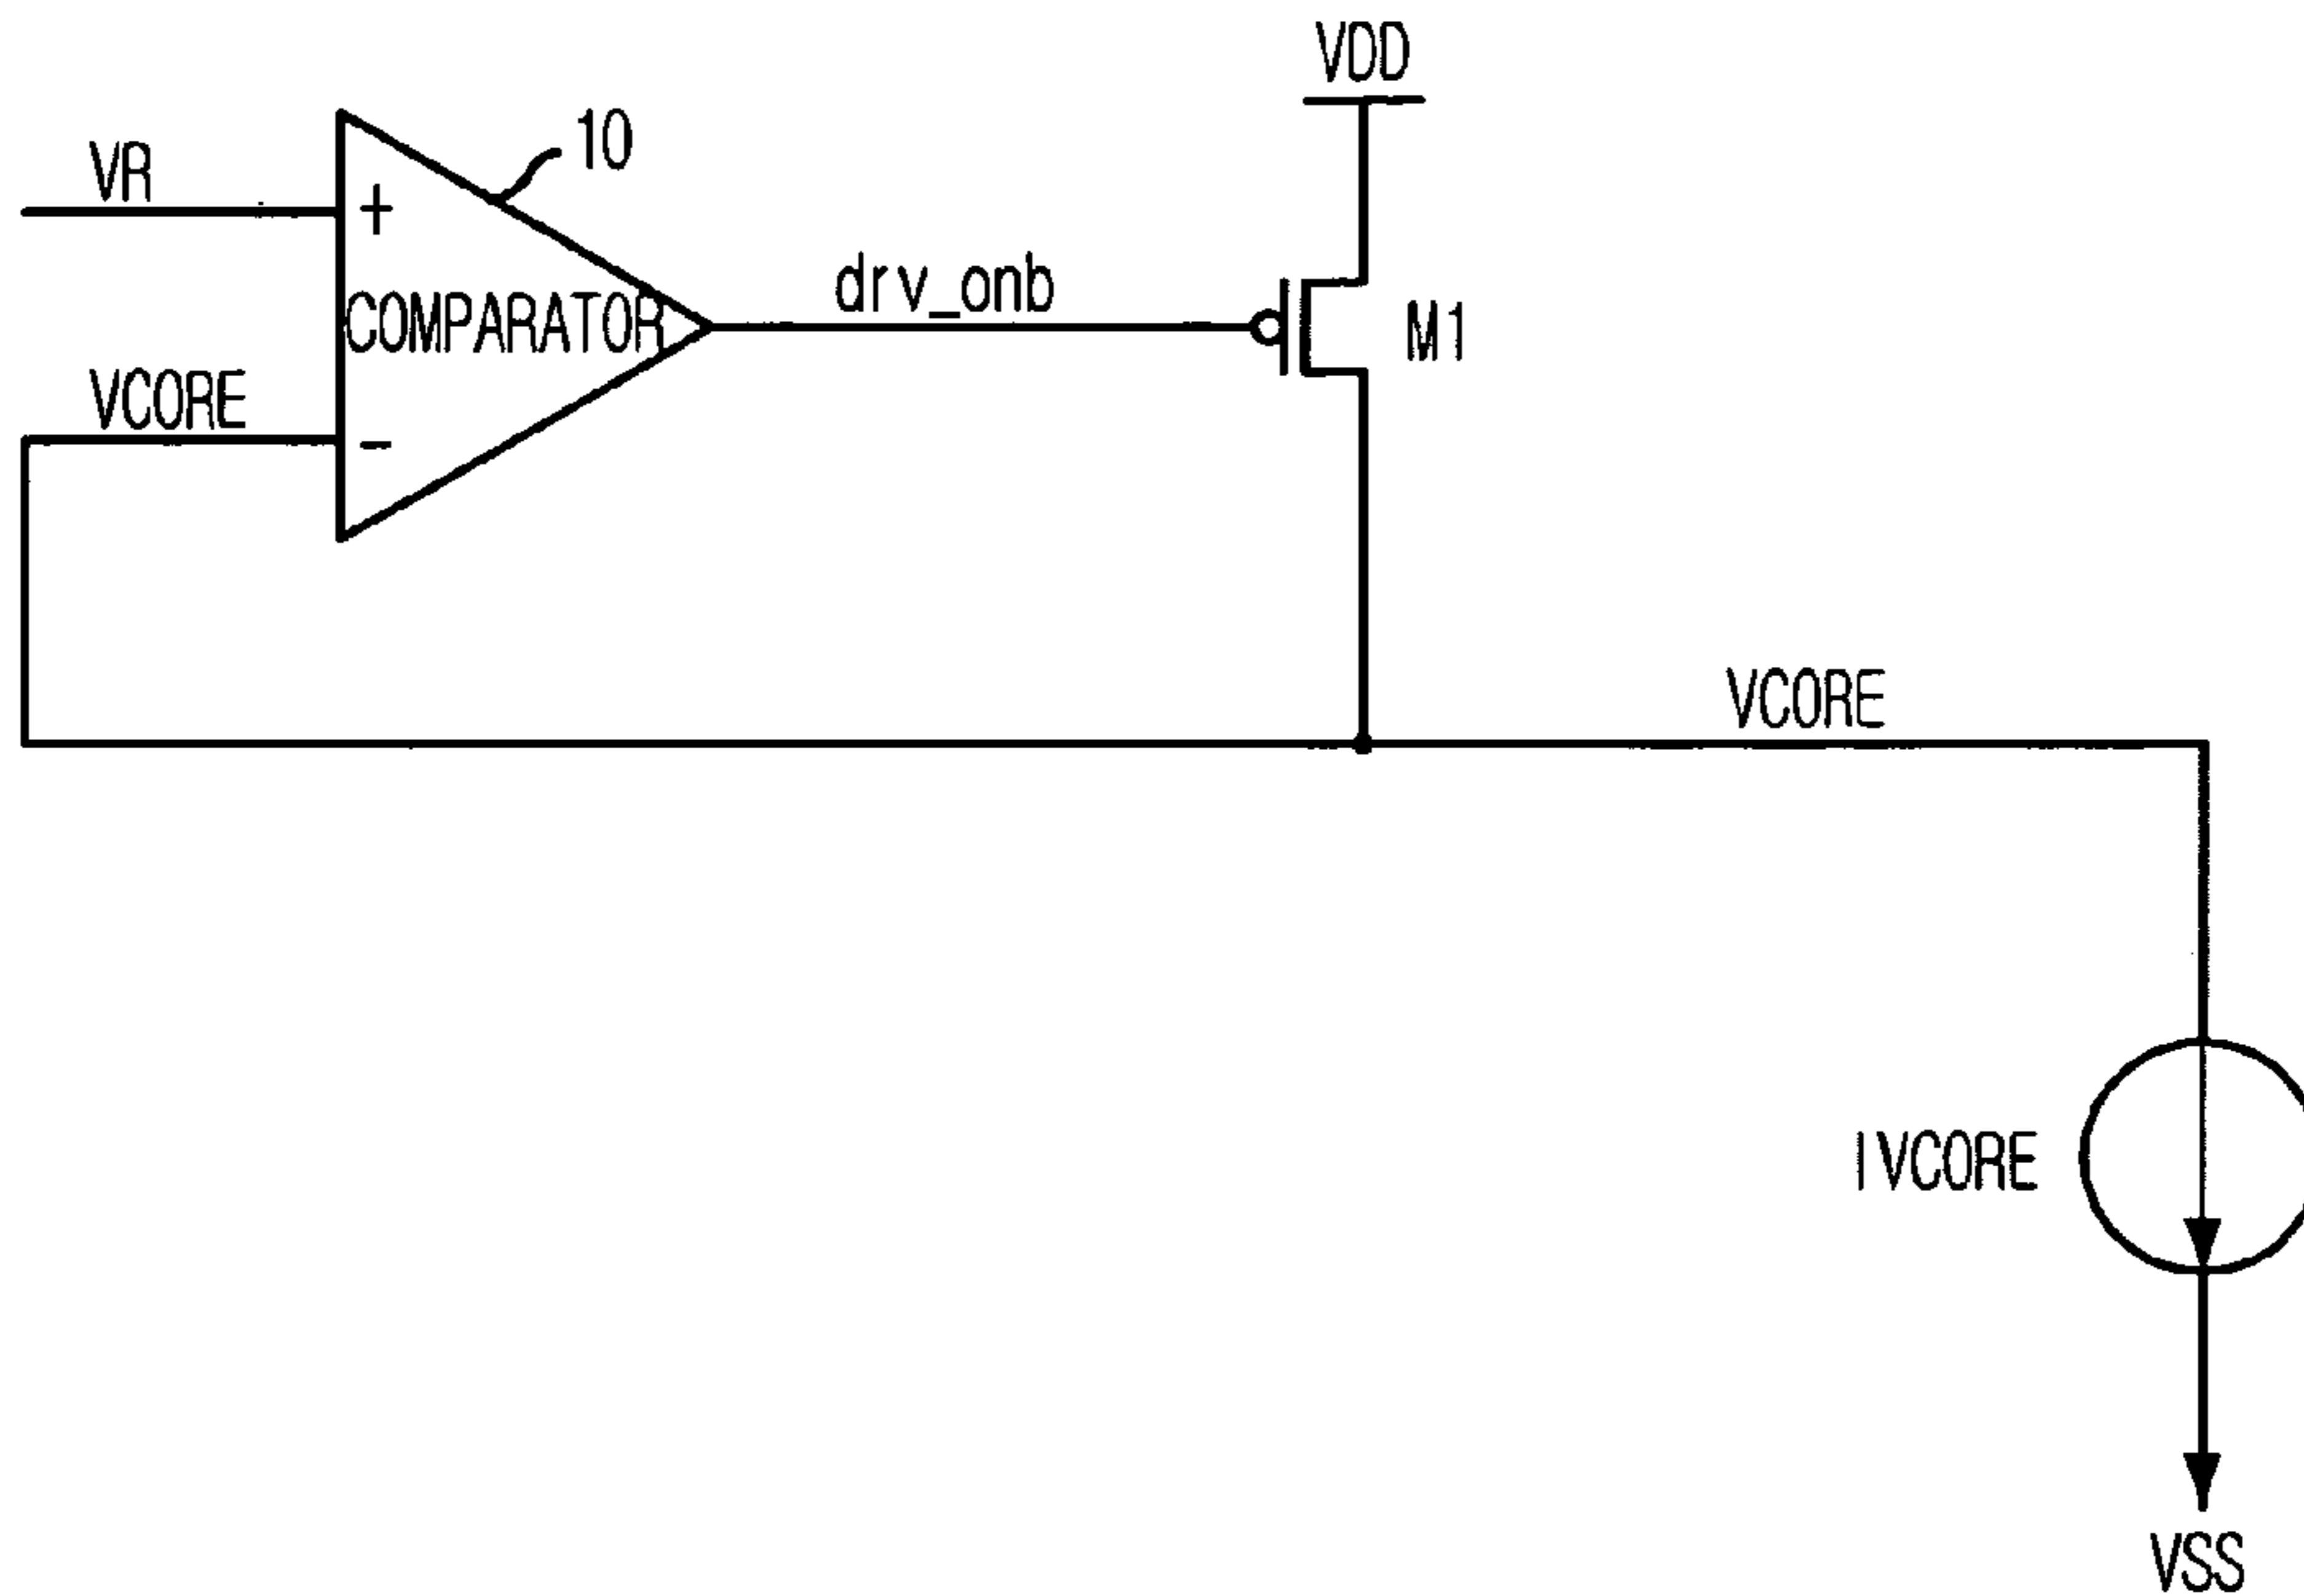 VDD
10
VR
+
COMPARATOR
drv_onb
M1
VCORE
-
VCORE
IVCORE
VSS